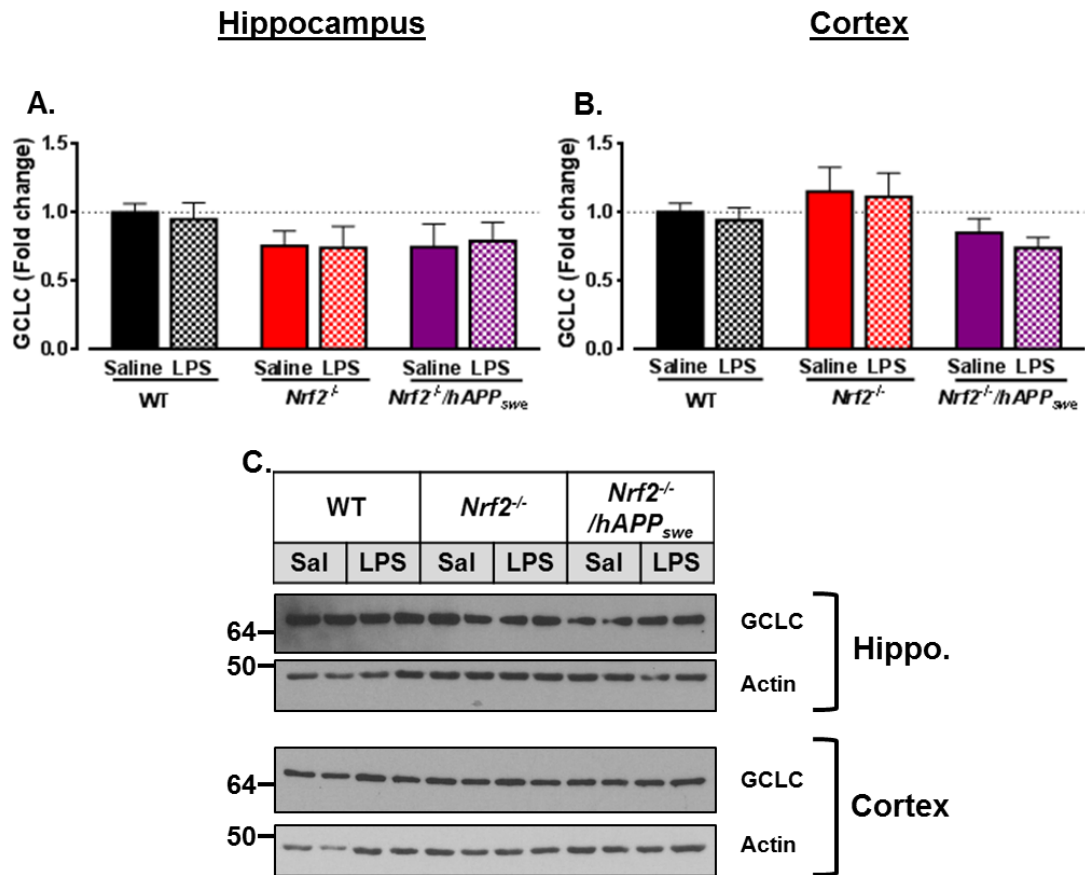 Hippocampus
Cortex
A.
GCLC (Fold change)
1.5
1.0
0.5
0.0
Saline LPS Saline LPS Saline LPS
WT Nrf2-/- Nrf2-/-/hAPPswe
B.
GCLC (Fold change)
1.5
1.0
0.5
0.0
Saline LPS Saline LPS Saline LPS
WT Nrf2-/- Nrf2-/-/hAPPswe
C.
WT Nrf2-/- Nrf2-/-
/hAPPswe
Sal LPS Sal LPS Sal LPS
64 GCLC
Hippo.
50 Actin
64 GCLC
Cortex
50 Actin